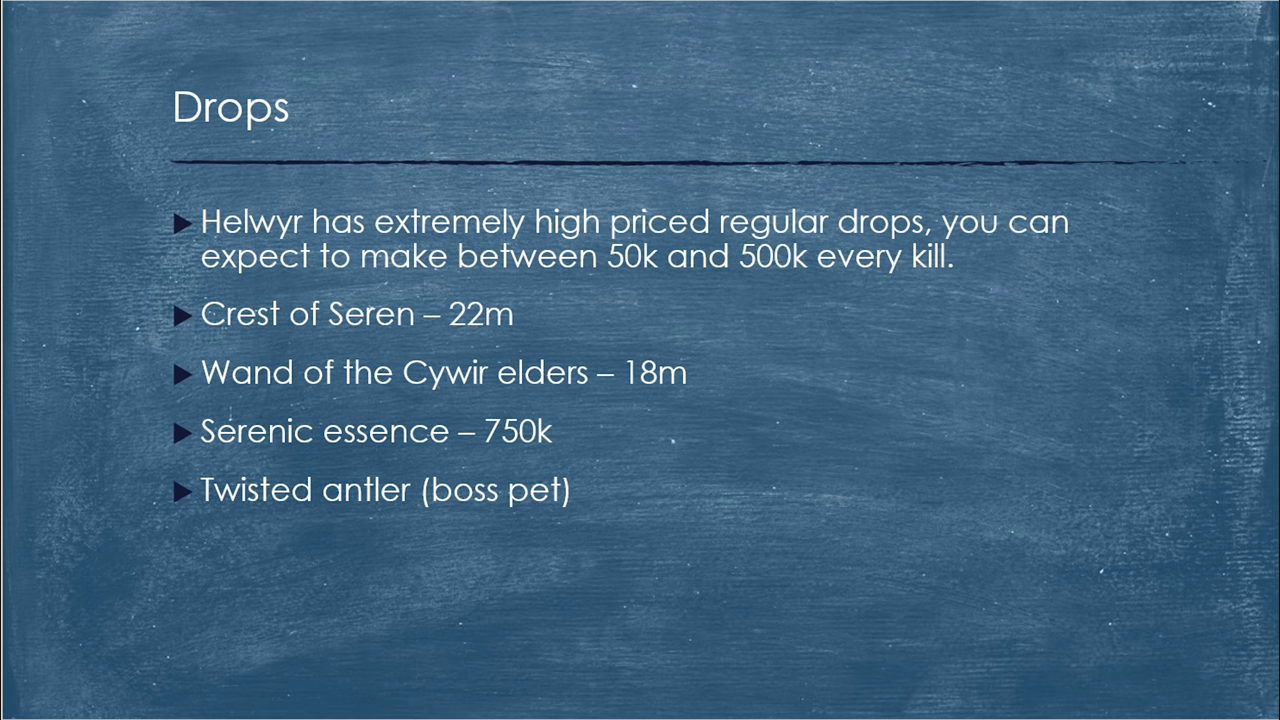 Drops
Helwyr has extremely high priced regular drops, you can
expect to make between 50k and 500k every kill.
Crest of Seren – 22m
Wand of the Cywir elders – 18m
Serenic essence – 750k
Twisted antler (boss pet)